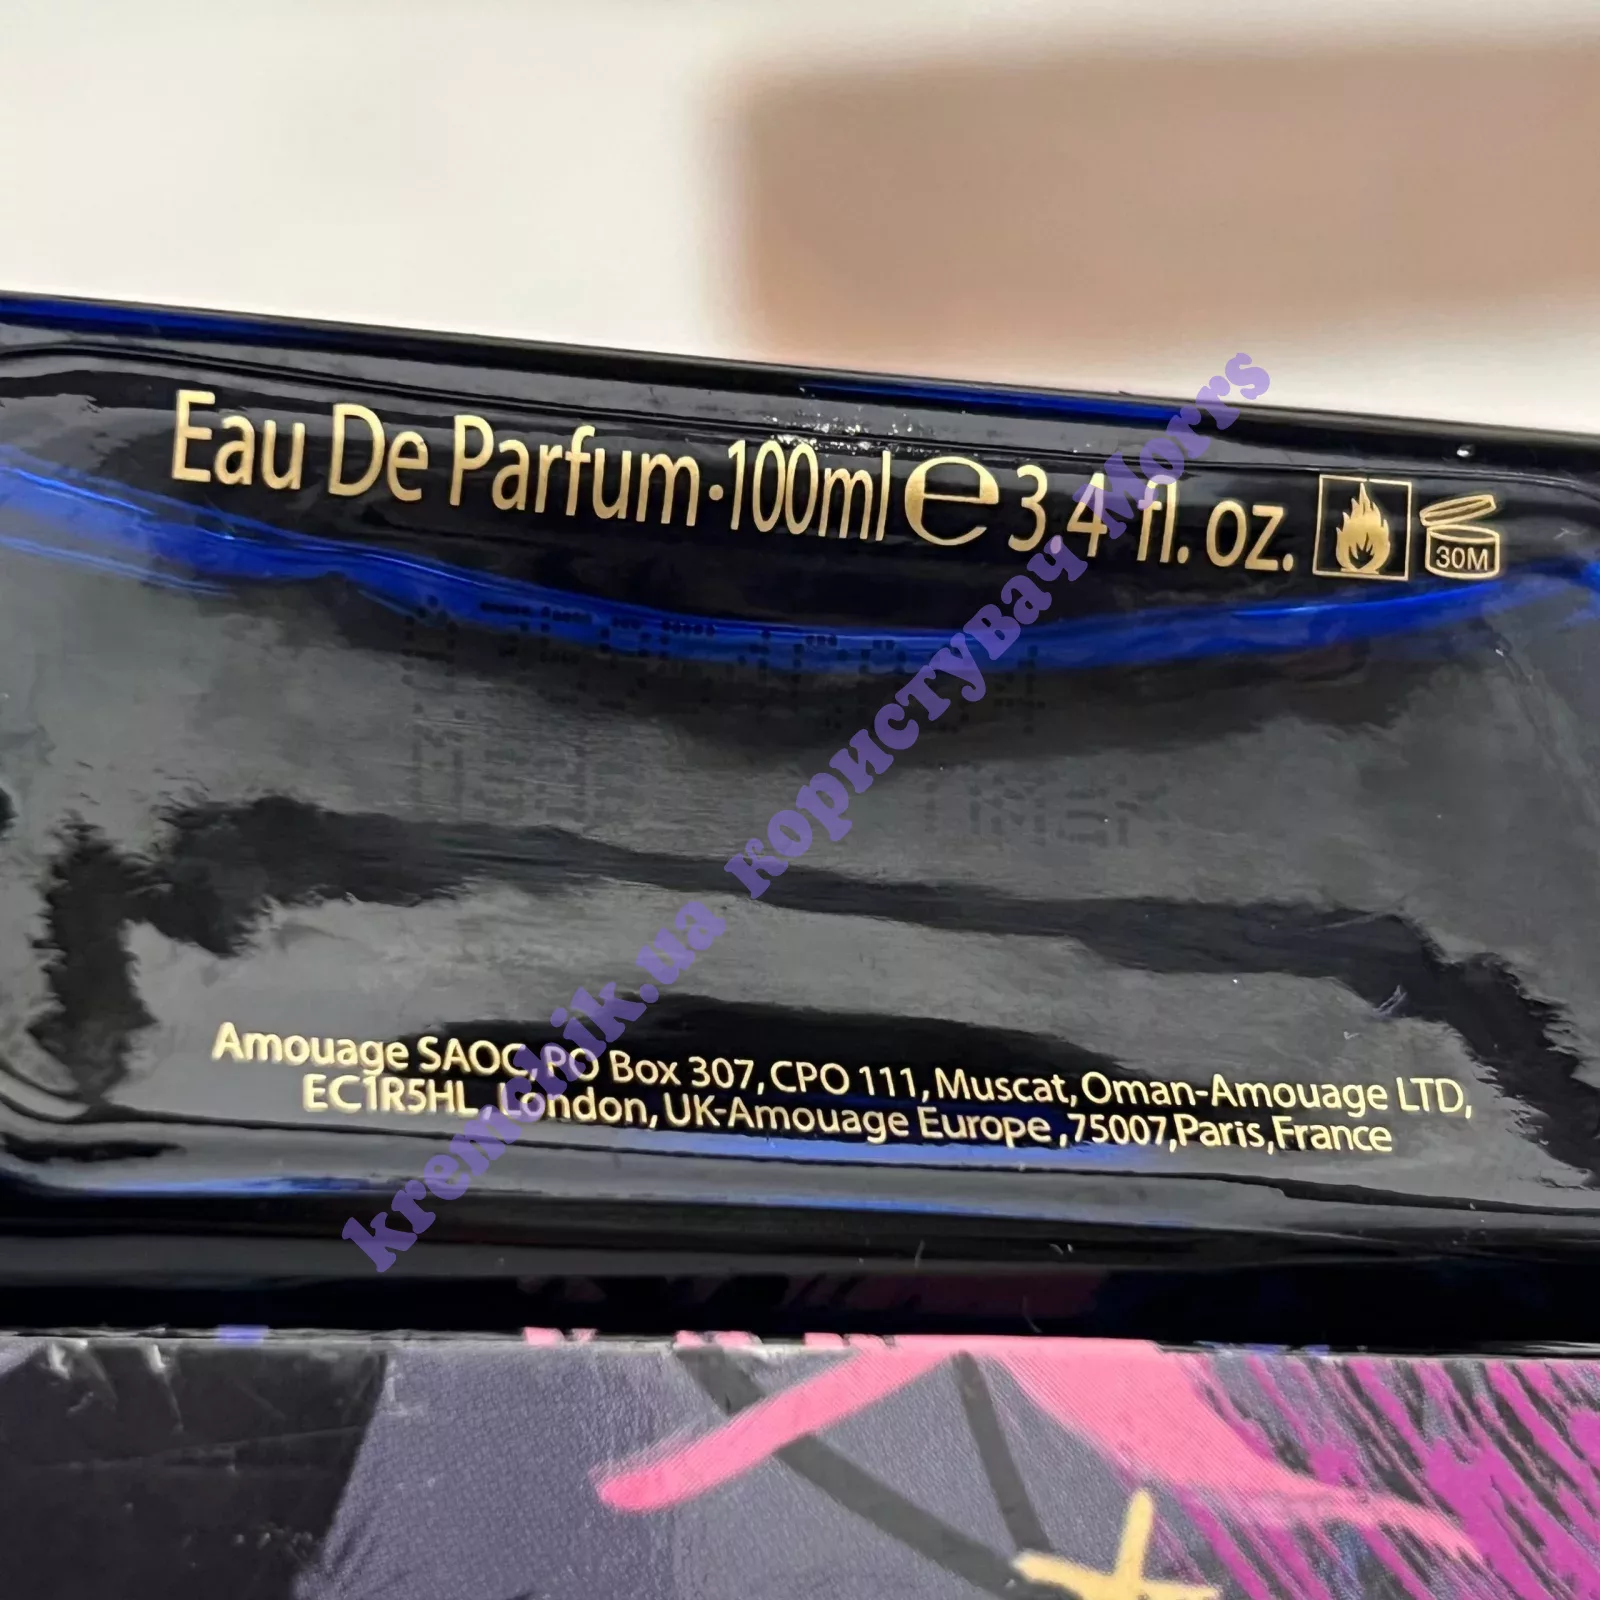 Eau De Parfum·100ml e 3.4 fl. oz.
30M
Amouage SAOC, PO Box 307, CPO 111, Muscat, Oman-Amouage LTD,
EC1R5HL, London, UK-Amouage Europe ,75007,Paris,France
kremchik.ua користувач Morrs